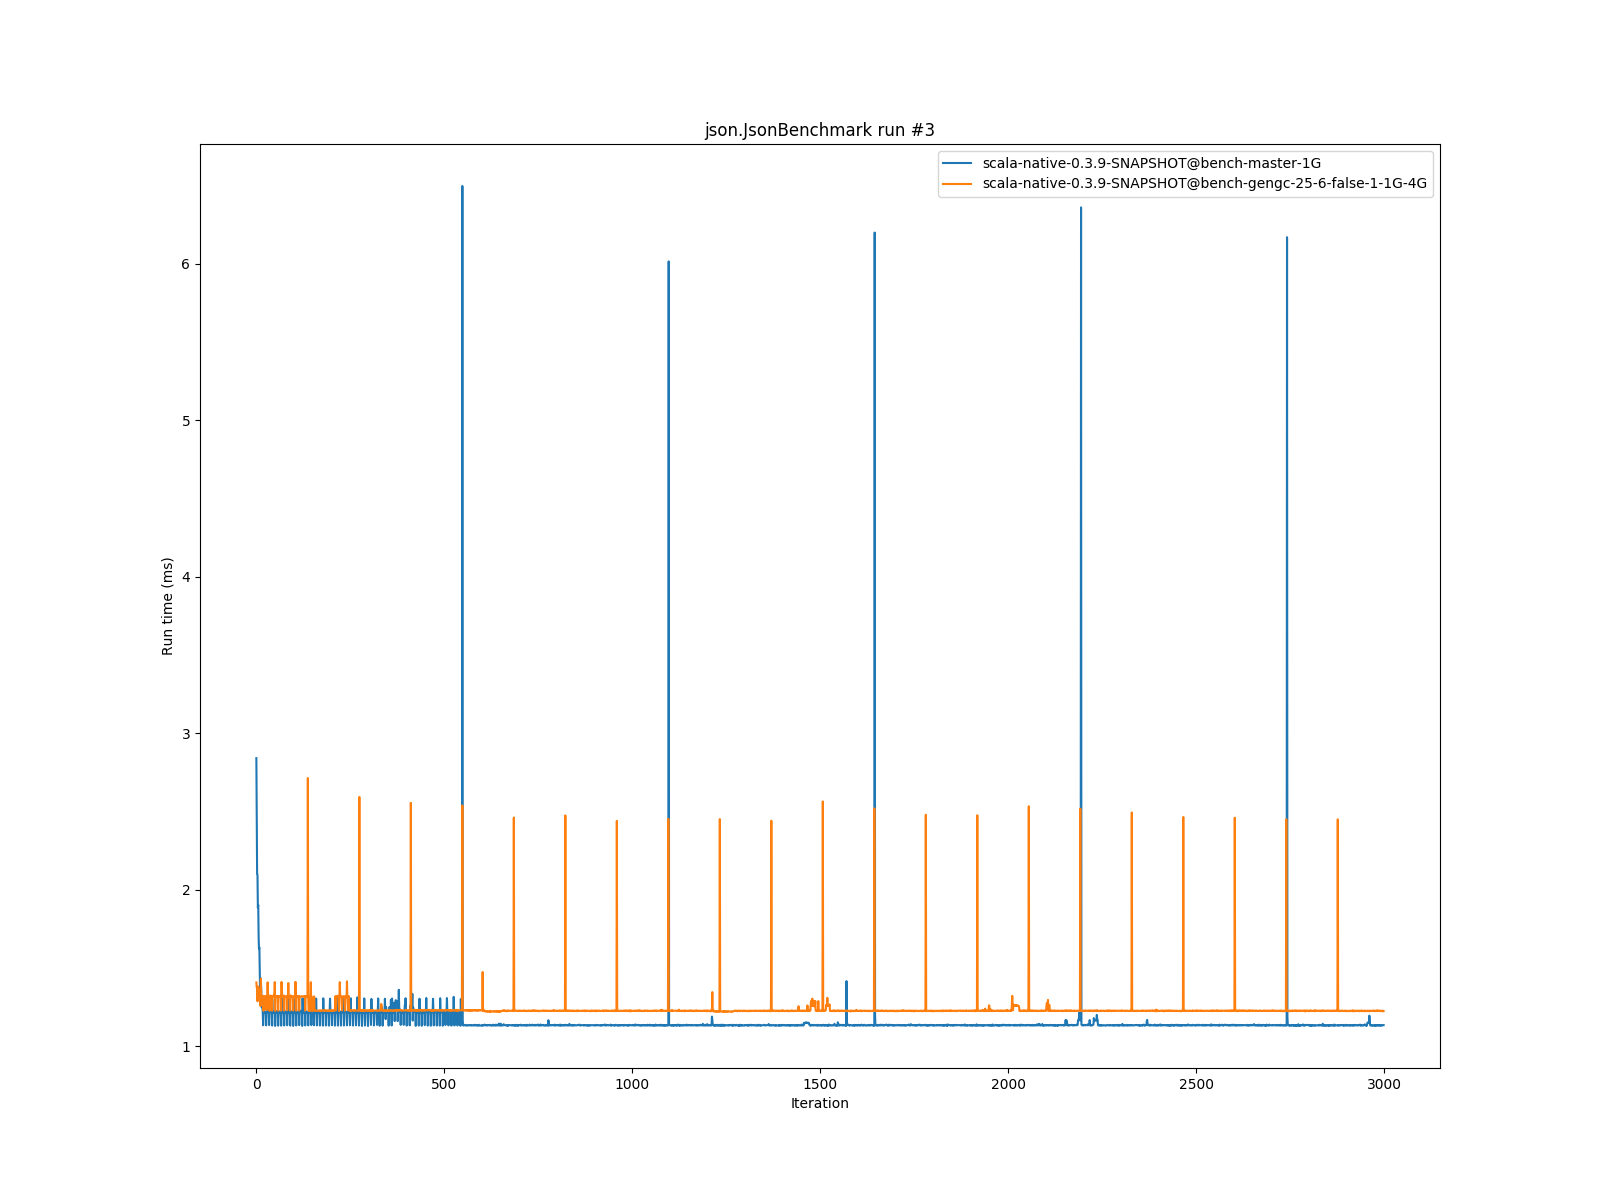 json.JsonBenchmark run #3
scala-native-0.3.9-SNAPSHOT@bench-master-1G
scala-native-0.3.9-SNAPSHOT@bench-gengc-25-6-false-1-1G-4G
Run time (ms)
6
5
4
3
2
1
0
500
1000
1500
2000
2500
3000
Iteration